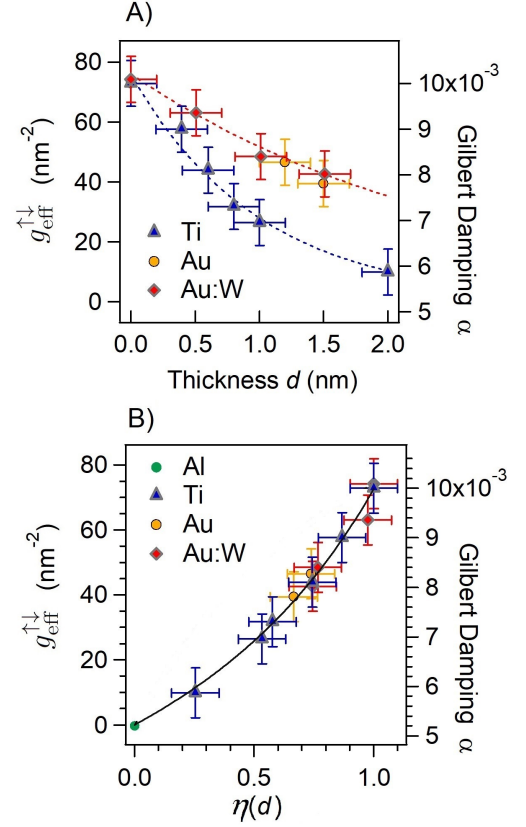 A)
80
60
40
20
0
g_eff^↑↓ (nm⁻²)
10x10⁻³
9
8
7
6
5
Gilbert Damping α
Ti
Au
Au:W
0.0 0.5 1.0 1.5 2.0
Thickness d (nm)
B)
80
60
40
20
0
g_eff^↑↓ (nm⁻²)
10x10⁻³
9
8
7
6
5
Gilbert Damping α
Al
Ti
Au
Au:W
0.0 0.5 1.0
η(d)